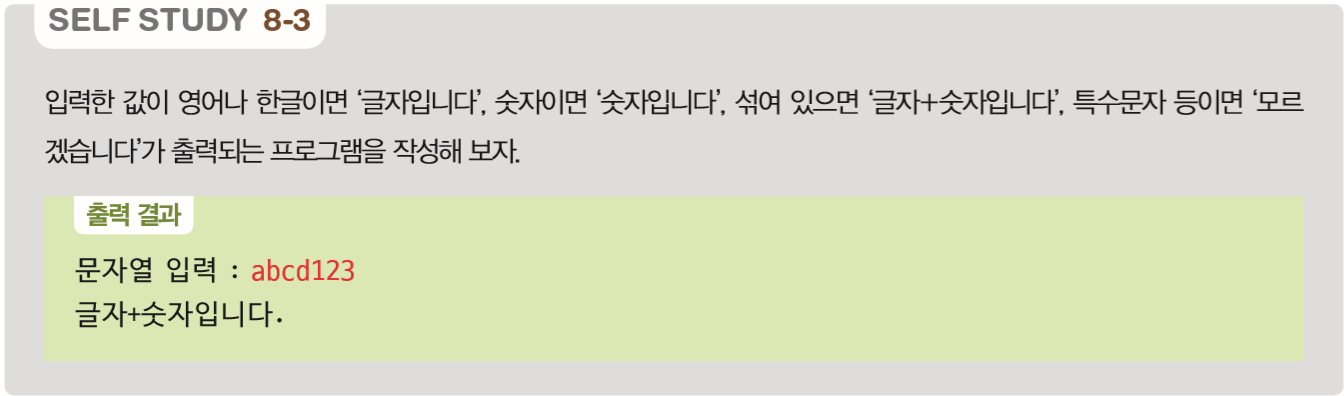 SELF STUDY 8-3
입력한 값이 영어나 한글이면 ‘글자입니다’, 숫자이면 ‘숫자입니다’, 섞여 있으면 ‘글자+숫자입니다’, 특수문자 등이면 ‘모르
겠습니다’가 출력되는 프로그램을 작성해 보자.
출력 결과
문자열 입력 : abcd123
글자+숫자입니다.